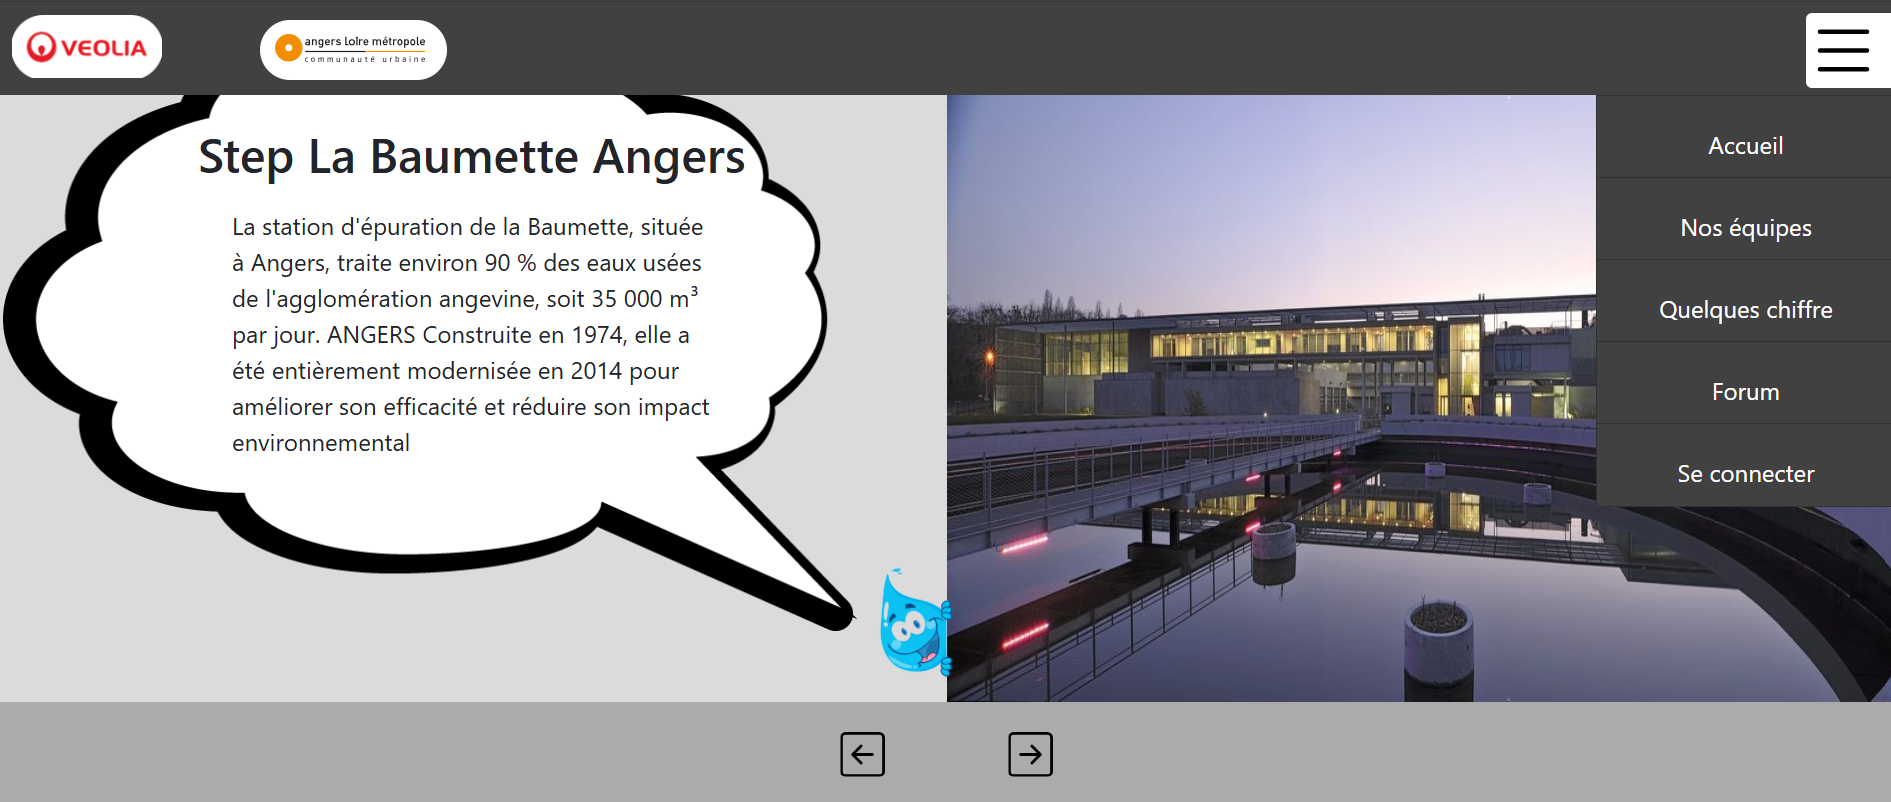 VEOLIA
angers Loire métropole
communauté urbaine
Step La Baumette Angers
La station d'épuration de la Baumette, située
à Angers, traite environ 90 % des eaux usées
de l'agglomération angevine, soit 35 000 m³
par jour. ANGERS Construite en 1974, elle a
été entièrement modernisée en 2014 pour
améliorer son efficacité et réduire son impact
environnemental
Accueil
Nos équipes
Quelques chiffre
Forum
Se connecter